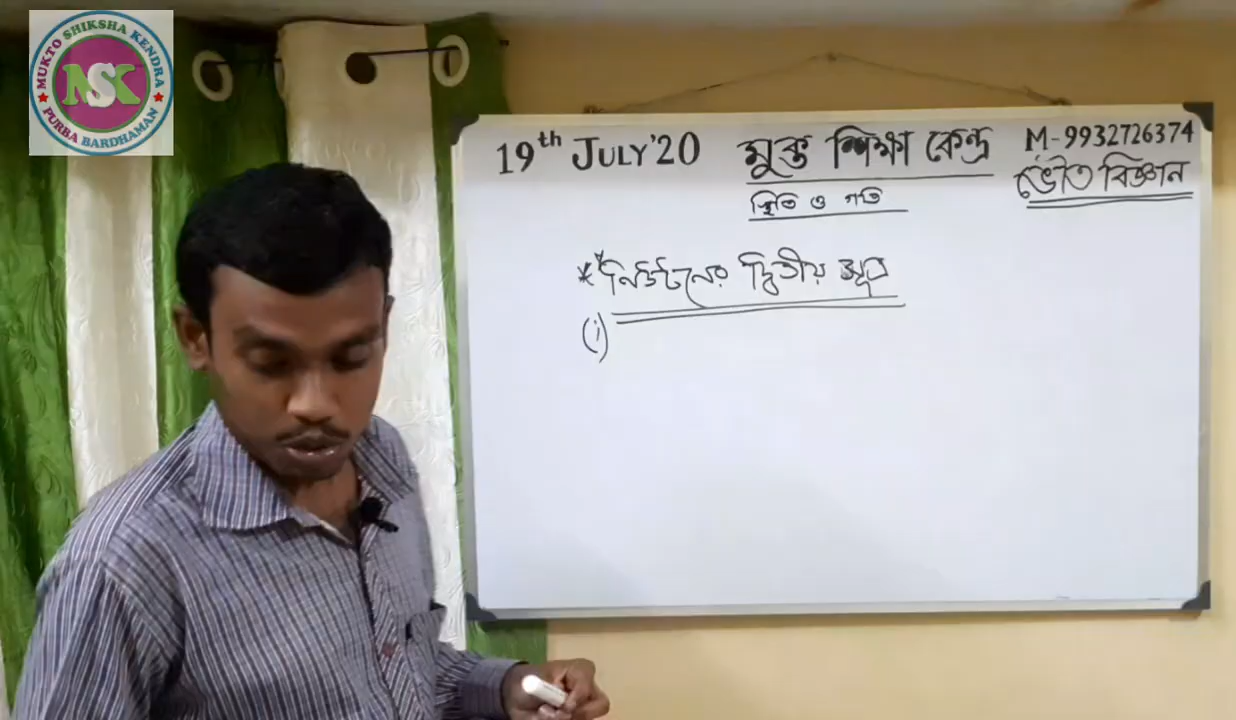 MUKTO SHIKSHA KENDRA
MSK
PURBA BARDHAMAN
19th JULY'20
মুক্ত শিক্ষা কেন্দ্র
M-9932726374
ভৌত বিজ্ঞান
স্থিতি ও গতি
** নিউটনের দ্বিতীয় সূত্র
(i)